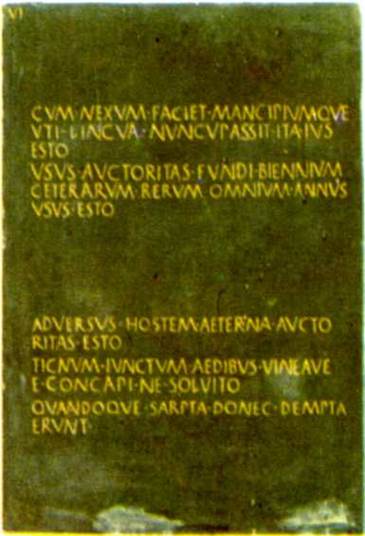 VI
CVM·NEXVM·FACIET·MANCIPIVMQVE
VTI·LINGVA·NVNCVPASSIT·ITA·IVS
ESTO
VSVS·AVCTORITAS·FVNDI·BIENNIVM
CETERARVM·RERVM·OMNIVM·ANNVS
VSVS·ESTO
ADVERSVS·HOSTEM·AETERNA·AVCTO
RITAS·ESTO
TIGNVM·IVNCTVM·AEDIBVS·VINEAVE
E·CONCAPI·NE·SOLVITO
QVANDOQVE·SARPTA·DONEC·DEMPTA
ERVNT·